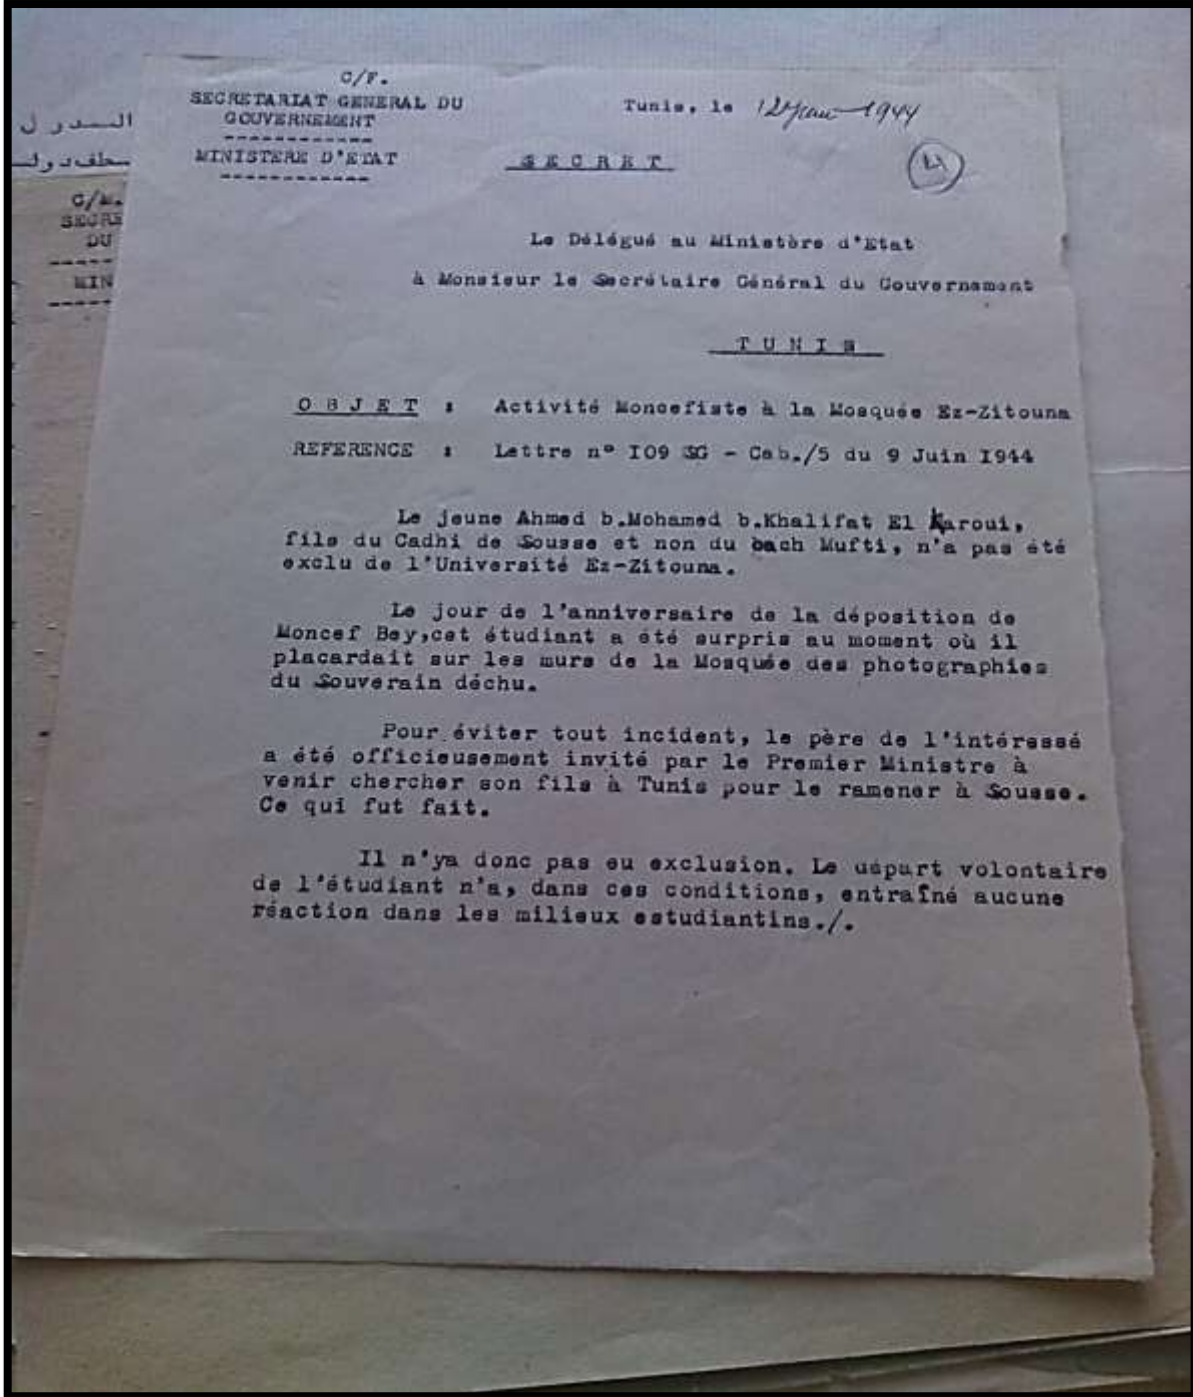 C/F.
SECRETARIAT GENERAL DU
GOUVERNEMENT
------------
MINISTERE D'ETAT
------------
Tunis, le 12 juin 1944
SECRET
4
Le Délégué au Ministère d'Etat
à Monsieur le Secrétaire Général du Gouvernement
TUNIS
OBJET : Activité Moncefiste à la Mosquée Ez-Zitouna
REFERENCE : Lettre n° I09 SG - Cab./5 du 9 Juin I944
Le jeune Ahmed b.Mohamed b.Khalifat El Karoui,
fils du Cadhi de Sousse et non du bach Mufti, n'a pas été
exclu de l'Université Ez-Zitouna.
Le jour de l'anniversaire de la déposition de
Moncef Bey,cet étudiant a été surpris au moment où il
placardait sur les murs de la Mosquée des photographies
du Souverain déchu.
Pour éviter tout incident, le père de l'intéressé
a été officieusement invité par le Premier Ministre à
venir chercher son fils à Tunis pour le ramener à Sousse.
Ce qui fut fait.
Il n'ya donc pas eu exclusion. Le départ volontaire
de l'étudiant n'a, dans ces conditions, entraîné aucune
réaction dans les milieux estudiantins./.
C/M.
SECRE
DU
-----
MIN
-----